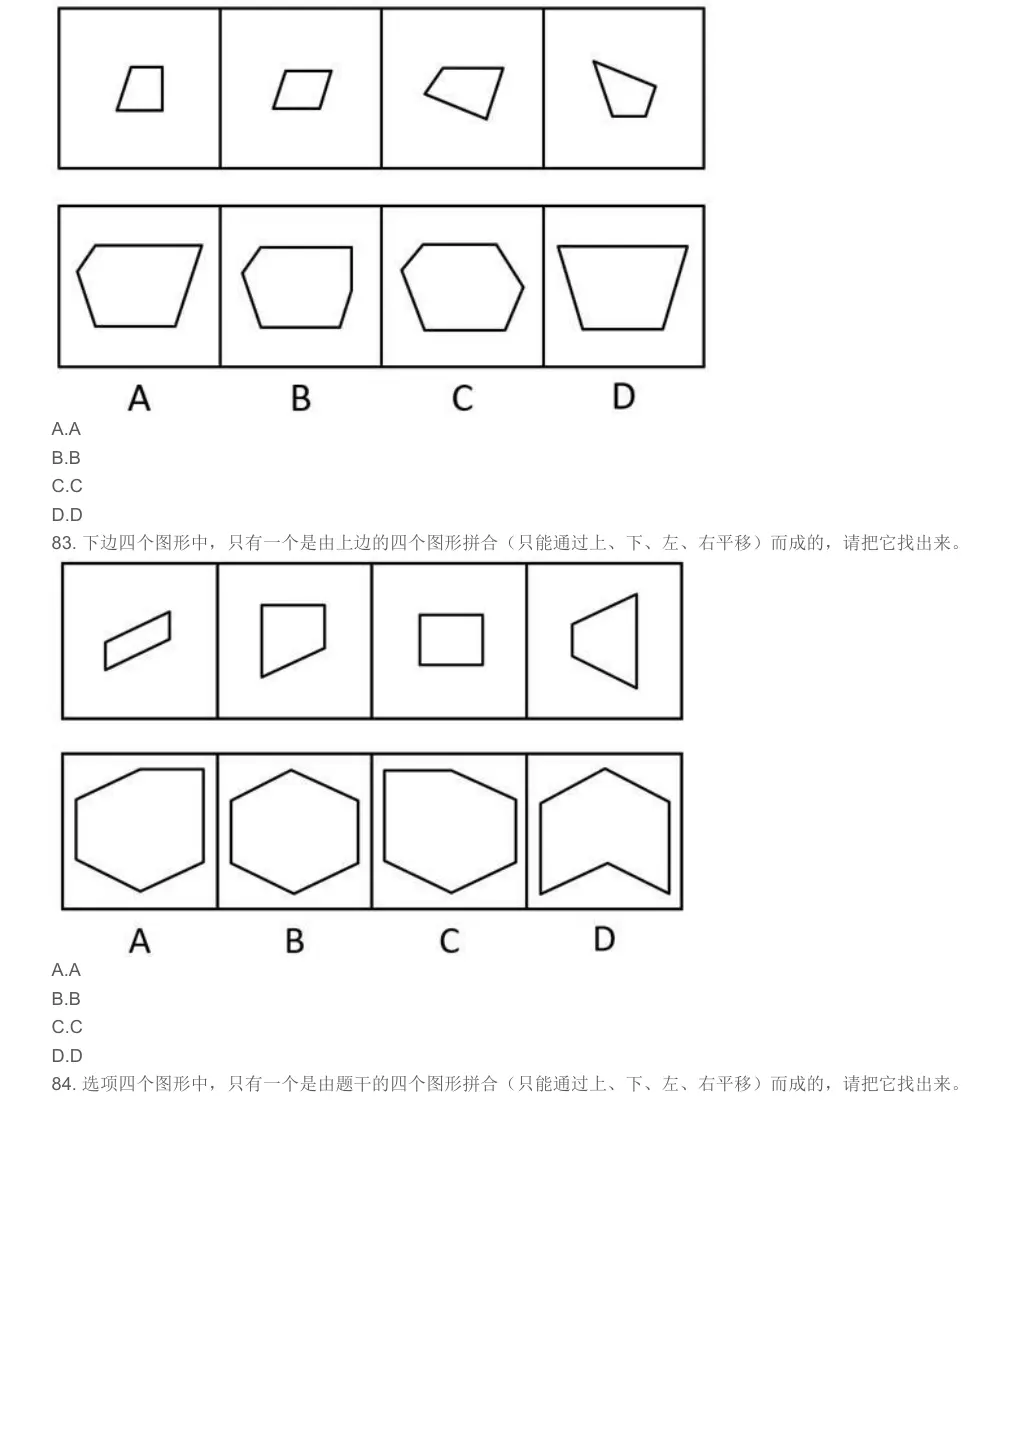 A B C D
A.A
B.B
C.C
D.D
83. 下边四个图形中，只有一个是由上边的四个图形拼合（只能通过上、下、左、右平移）而成的，请把它找出来。
A B C D
A.A
B.B
C.C
D.D
84. 选项四个图形中，只有一个是由题干的四个图形拼合（只能通过上、下、左、右平移）而成的，请把它找出来。